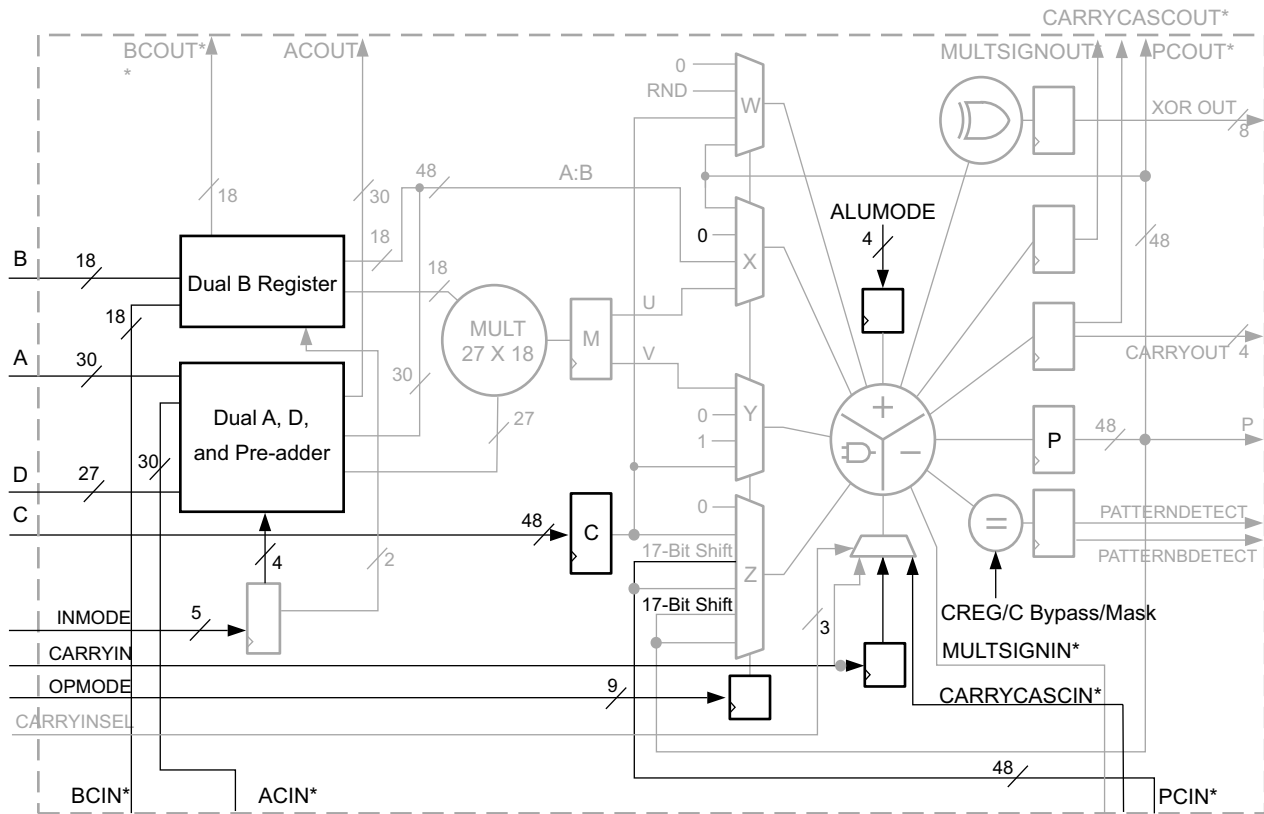 CARRYCASCOUT*
BCOUT*
*
ACOUT
MULTSIGNOUT
PCOUT*
0
RND
W
XOR OUT
8
18
30
48
A:B
18
ALUMODE
4
48
B
18
Dual B Register
18
0
X
18
MULT
27 X 18
M
U
V
CARRYOUT
4
A
30
30
Dual A, D,
and Pre-adder
27
Y
0
1
+
−
P
48
P
30
D
27
C
48
C
0
=
PATTERNDETECT
PATTERNBDETECT
4
2
17-Bit Shift
Z
17-Bit Shift
INMODE
5
3
CREG/C Bypass/Mask
CARRYIN
MULTSIGNIN*
OPMODE
9
CARRYCASCIN*
CARRYINSEL
48
BCIN*
ACIN*
PCIN*